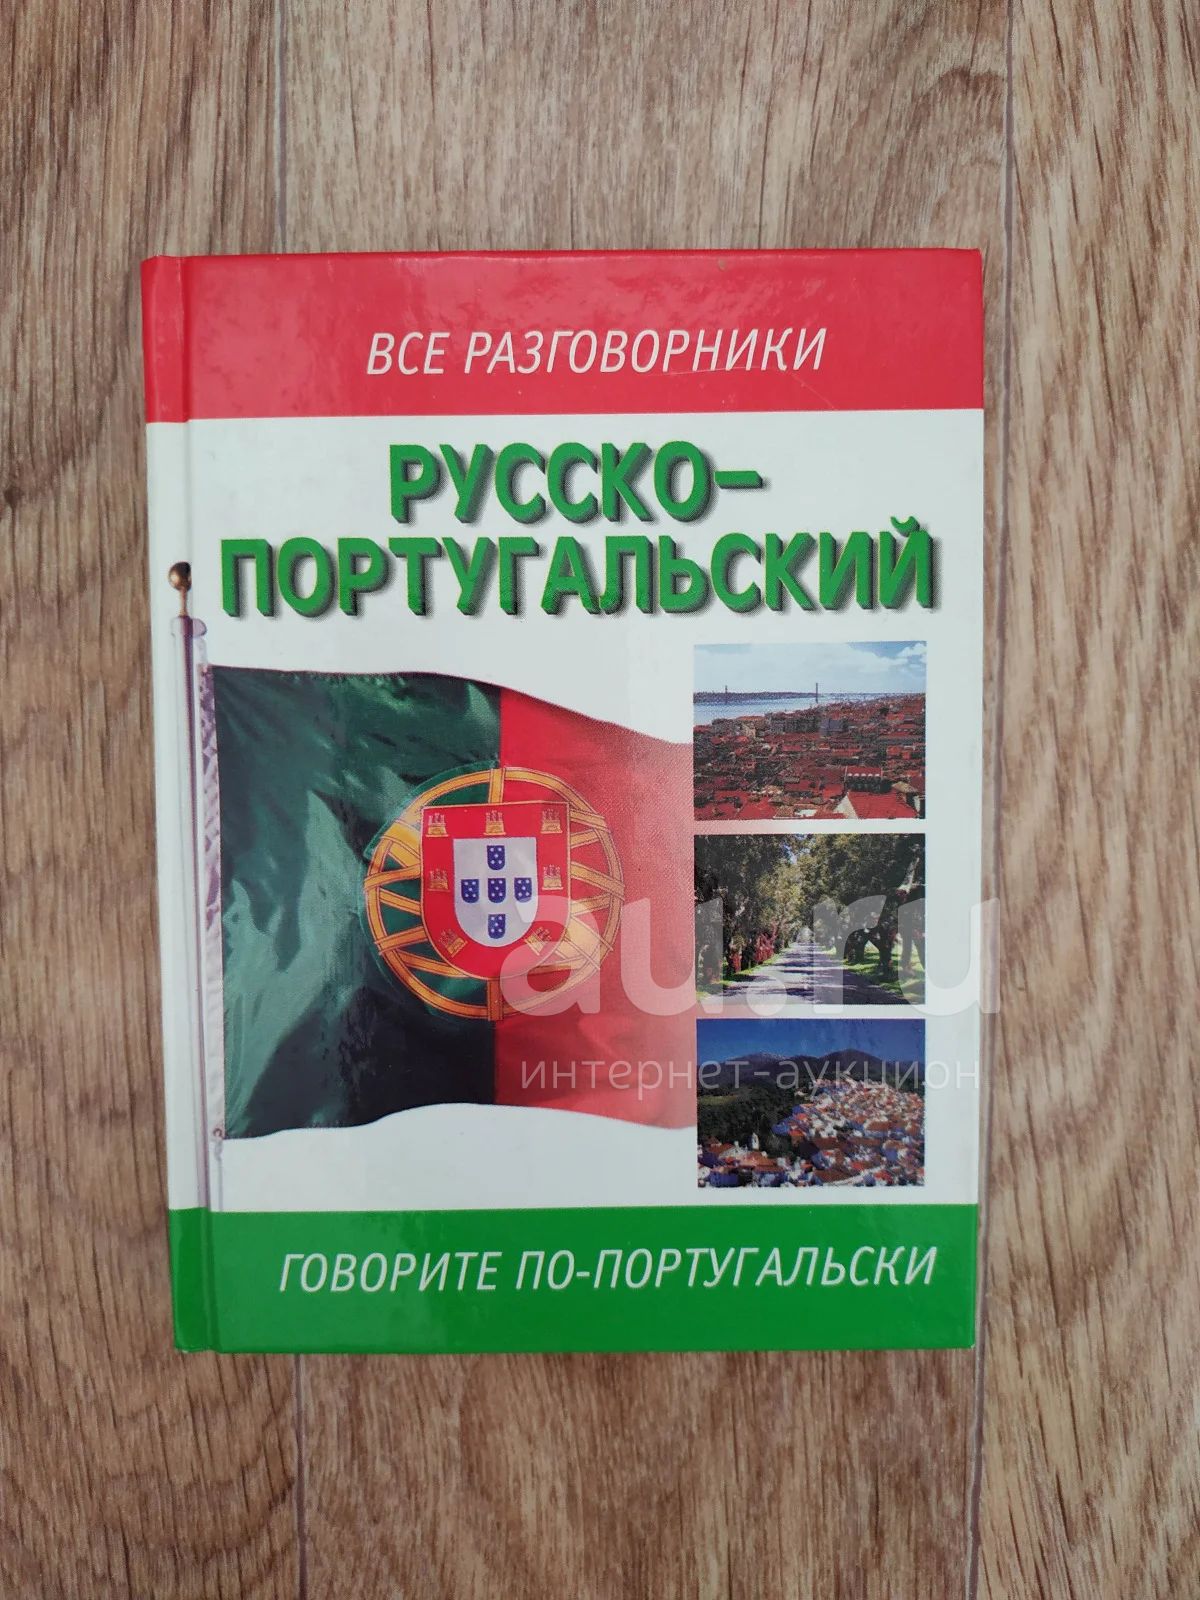 ВСЕ РАЗГОВОРНИКИ
РУССКО-
ПОРТУГАЛЬСКИЙ
au.ru
интернет-аукцион
ГОВОРИТЕ ПО-ПОРТУГАЛЬСКИ